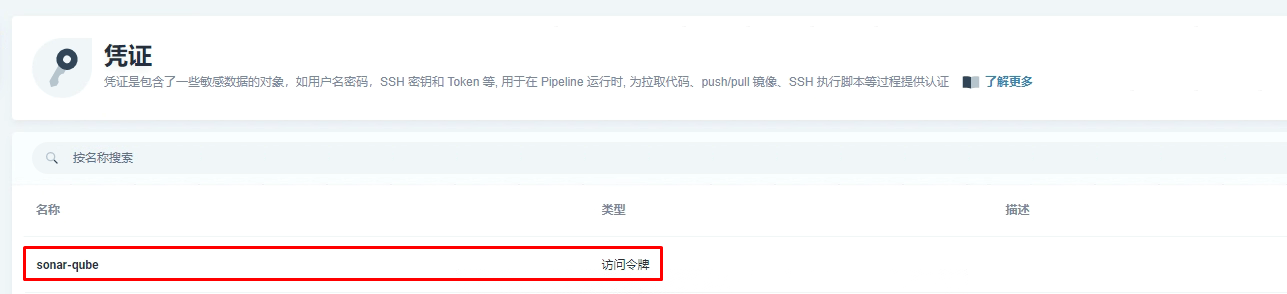 凭证
凭证是包含了一些敏感数据的对象，如用户名密码，SSH 密钥和 Token 等, 用于在 Pipeline 运行时, 为拉取代码、push/pull 镜像、SSH 执行脚本等过程提供认证 了解更多
按名称搜索
名称 类型 描述
sonar-qube 访问令牌